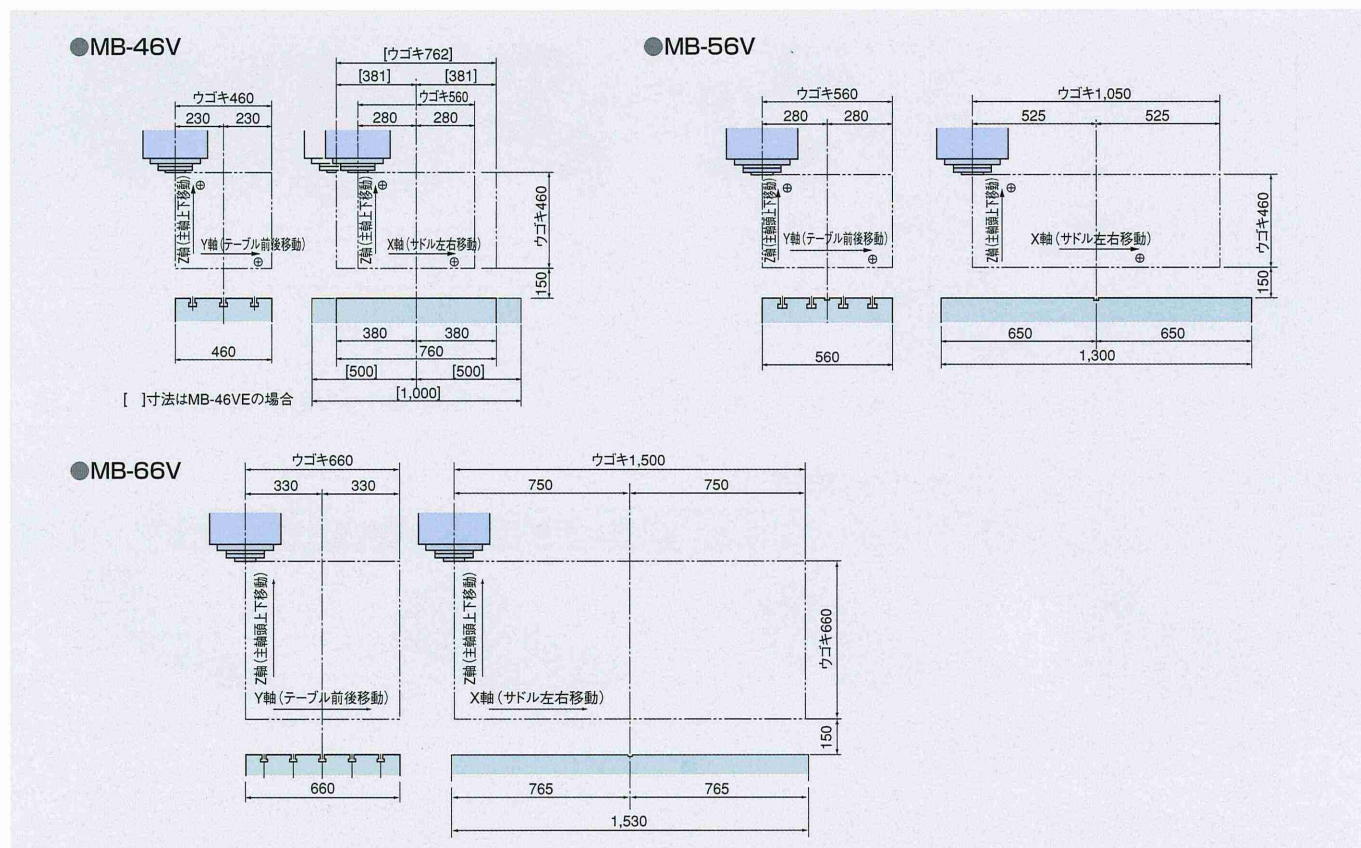 ●MB-46V
[ウゴキ762]
[381]
[381]
ウゴキ460
ウゴキ560
230
230
280
280
Z軸(主軸上下移動)
⊕
Y軸(テーブル前後移動)
⊕
Z軸(主軸上下移動)
⊕
X軸(サドル左右移動)
⊕
ウゴキ460
150
460
380
380
760
[500]
[500]
[1,000]
[ ]寸法はMB-46VEの場合
●MB-56V
ウゴキ560
ウゴキ1,050
280
280
525
525
Z軸(主軸頭上下移動)
⊕
Y軸(テーブル前後移動)
⊕
Z軸(主軸頭上下移動)
⊕
X軸(サドル左右移動)
⊕
ウゴキ460
150
560
650
650
1,300
●MB-66V
ウゴキ660
ウゴキ1,500
330
330
750
750
Z軸(主軸頭上下移動)
Y軸(テーブル前後移動)
Z軸(主軸頭上下移動)
X軸(サドル左右移動)
ウゴキ660
150
660
765
765
1,530